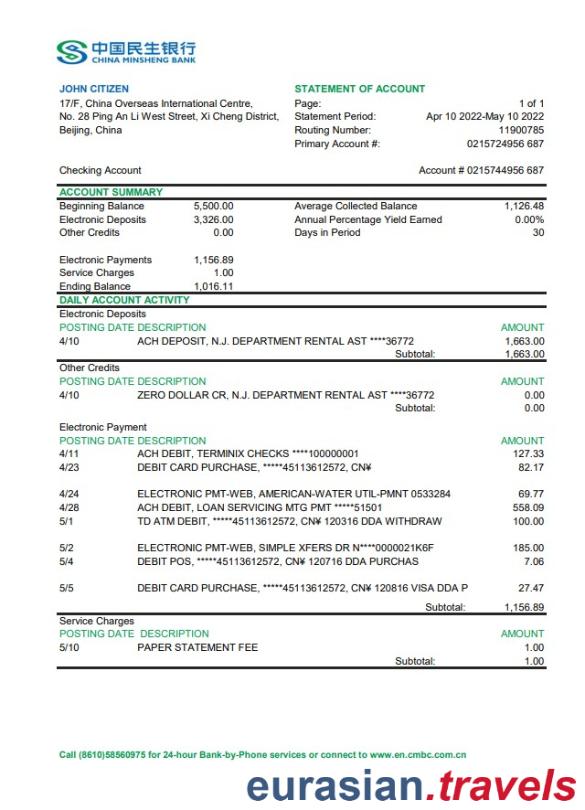 中国民生银行
CHINA MINSHENG BANK
JOHN CITIZEN STATEMENT OF ACCOUNT
17/F, China Overseas International Centre, Page: 1 of 1
No. 28 Ping An Li West Street, Xi Cheng District, Statement Period: Apr 10 2022-May 10 2022
Beijing, China Routing Number: 11900785
Primary Account #: 0215724956 687
Checking Account Account # 0215744956 687
ACCOUNT SUMMARY
Beginning Balance 5,500.00 Average Collected Balance 1,126.48
Electronic Deposits 3,326.00 Annual Percentage Yield Earned 0.00%
Other Credits 0.00 Days in Period 30
Electronic Payments 1,156.89
Service Charges 1.00
Ending Balance 1,016.11
DAILY ACCOUNT ACTIVITY
Electronic Deposits
POSTING DATE DESCRIPTION AMOUNT
4/10 ACH DEPOSIT, N.J. DEPARTMENT RENTAL AST ****36772 1,663.00
Subtotal: 1,663.00
Other Credits
POSTING DATE DESCRIPTION AMOUNT
4/10 ZERO DOLLAR CR, N.J. DEPARTMENT RENTAL AST ****36772 0.00
Subtotal: 0.00
Electronic Payment
POSTING DATE DESCRIPTION AMOUNT
4/11 ACH DEBIT, TERMINIX CHECKS ****100000001 127.33
4/23 DEBIT CARD PURCHASE, *****45113612572, CN¥ 82.17
4/24 ELECTRONIC PMT-WEB, AMERICAN-WATER UTIL-PMNT 0533284 69.77
4/28 ACH DEBIT, LOAN SERVICING MTG PMT *****51501 558.09
5/1 TD ATM DEBIT, *****45113612572, CN¥ 120316 DDA WITHDRAW 100.00
5/2 ELECTRONIC PMT-WEB, SIMPLE XFERS DR N****0000021K6F 185.00
5/4 DEBIT POS, *****45113612572, CN¥ 120716 DDA PURCHAS 7.06
5/5 DEBIT CARD PURCHASE, *****45113612572, CN¥ 120816 VISA DDA P 27.47
Subtotal: 1,156.89
Service Charges
POSTING DATE DESCRIPTION AMOUNT
5/10 PAPER STATEMENT FEE 1.00
Subtotal: 1.00
Call (8610)58560975 for 24-hour Bank-by-Phone services or connect to www.en.cmbc.com.cn
eurasian.travels